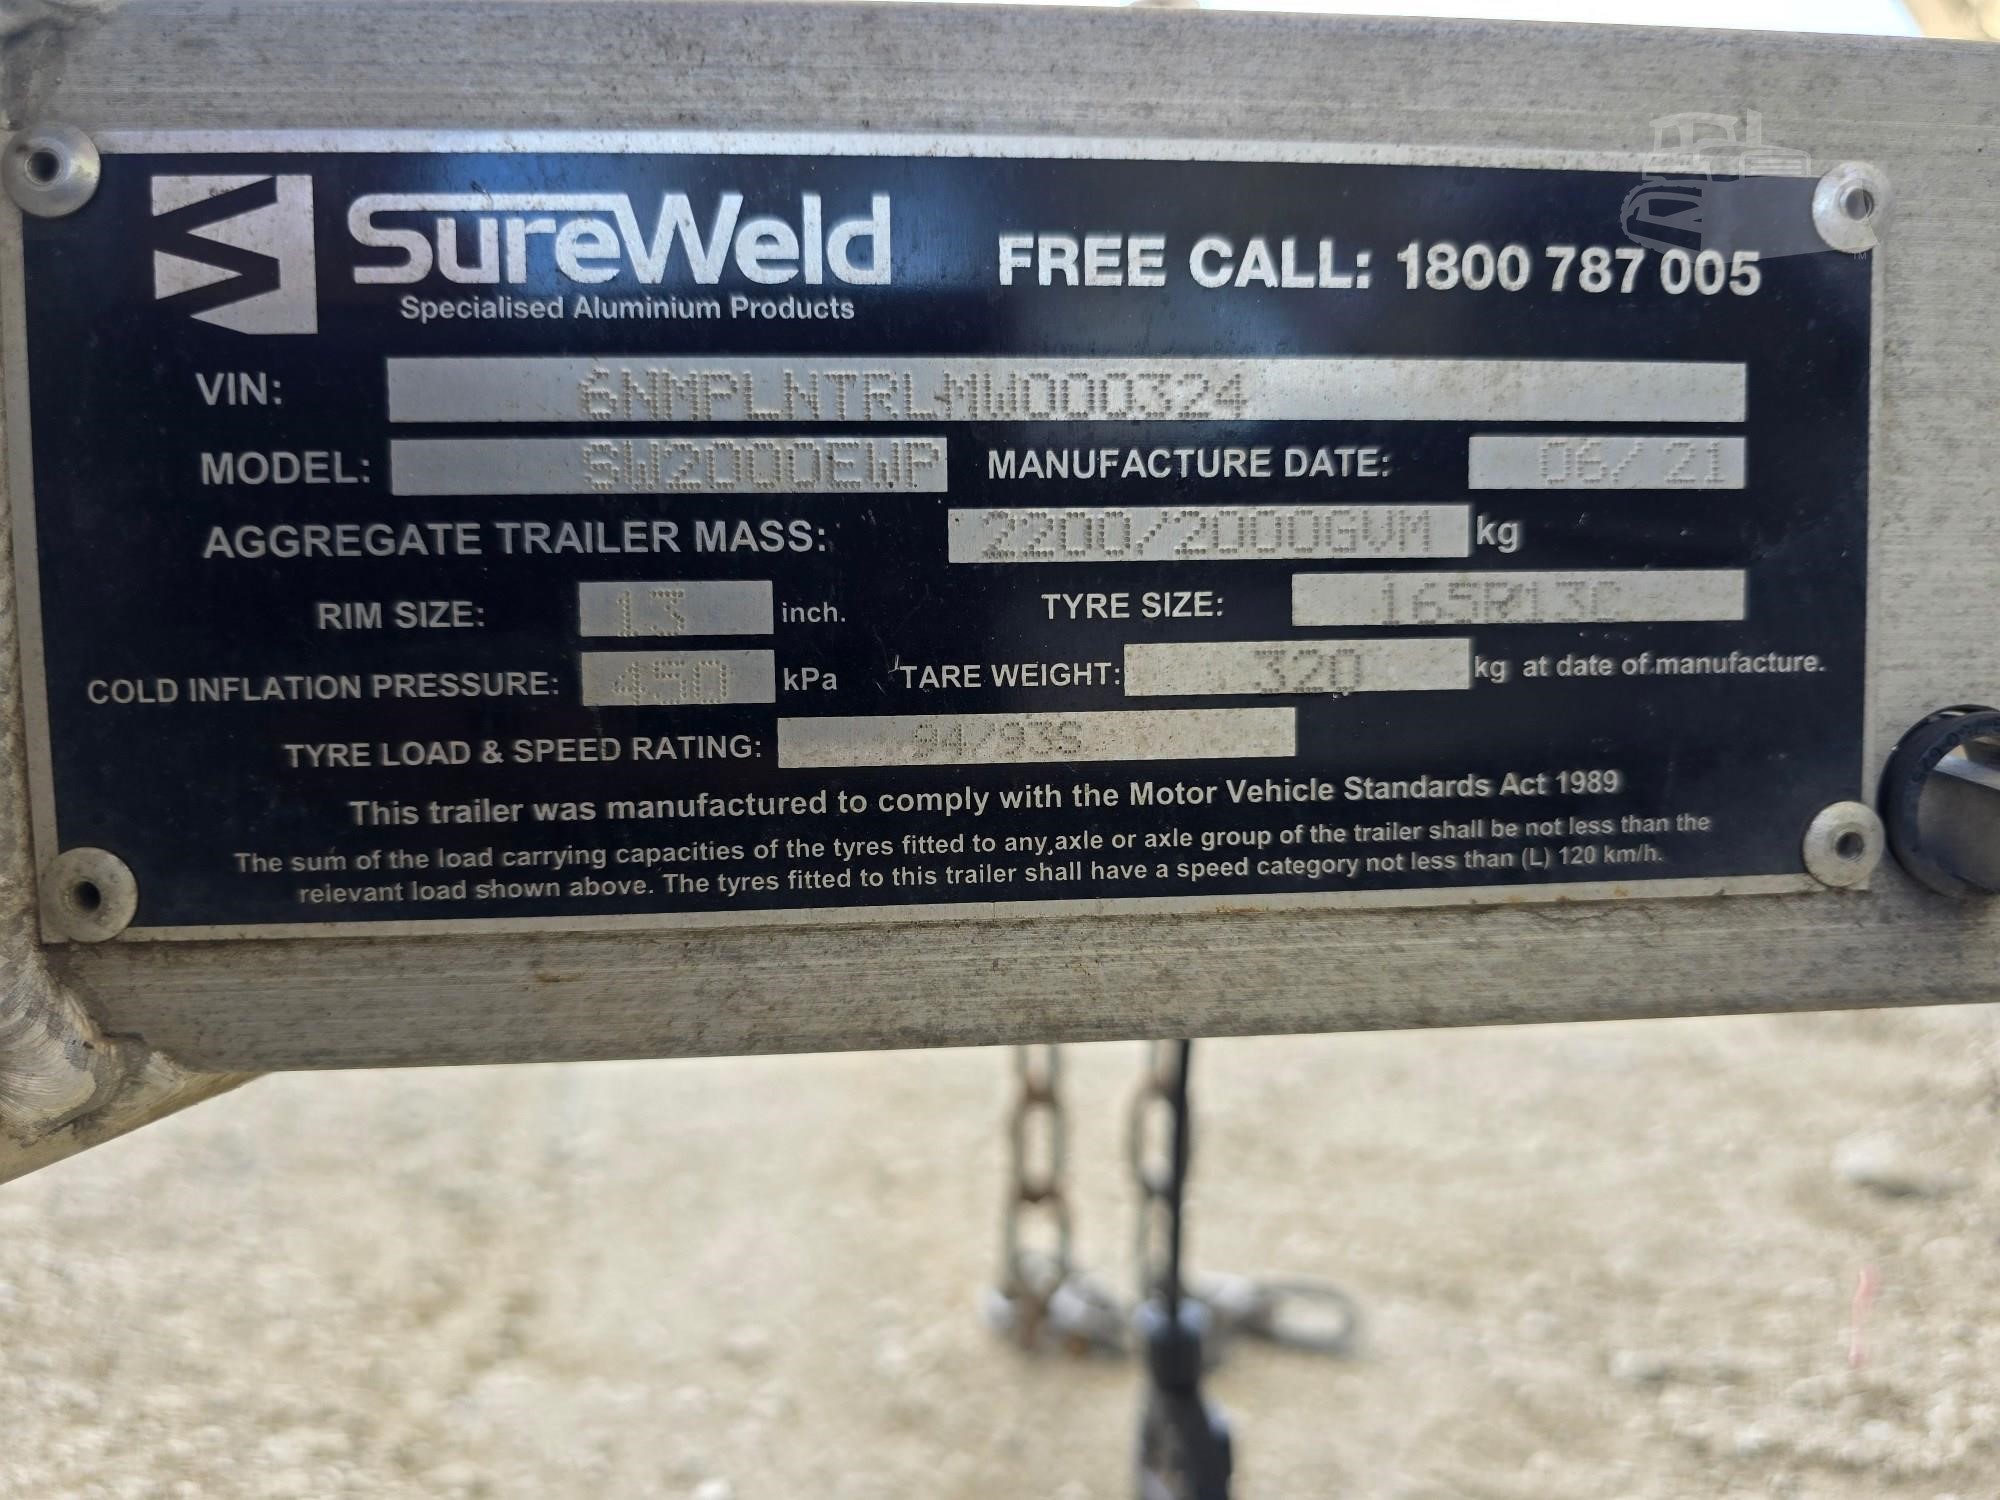 SureWeld
Specialised Aluminium Products
FREE CALL: 1800 787 005
VIN: 6NMPLNTRLMW000324
MODEL: SW2000EWP MANUFACTURE DATE: 06/ 21
AGGREGATE TRAILER MASS: 2200/2000GVM kg
RIM SIZE: 13 inch. TYRE SIZE: 165R13C
COLD INFLATION PRESSURE: 450 kPa TARE WEIGHT: 320 kg at date of manufacture.
TYRE LOAD & SPEED RATING: 94/93S
This trailer was manufactured to comply with the Motor Vehicle Standards Act 1989
The sum of the load carrying capacities of the tyres fitted to any axle or axle group of the trailer shall be not less than the
relevant load shown above. The tyres fitted to this trailer shall have a speed category not less than (L) 120 km/h.